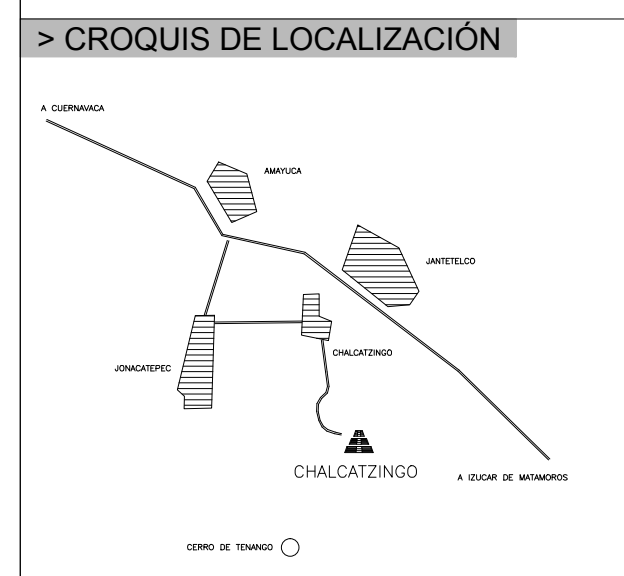 > CROQUIS DE LOCALIZACIÓN
A CUERNAVACA
AMAYUCA
JANTETELCO
CHALCATZINGO
JONACATEPEC
CHALCATZINGO
A IZUCAR DE MATAMOROS
CERRO DE TENANGO